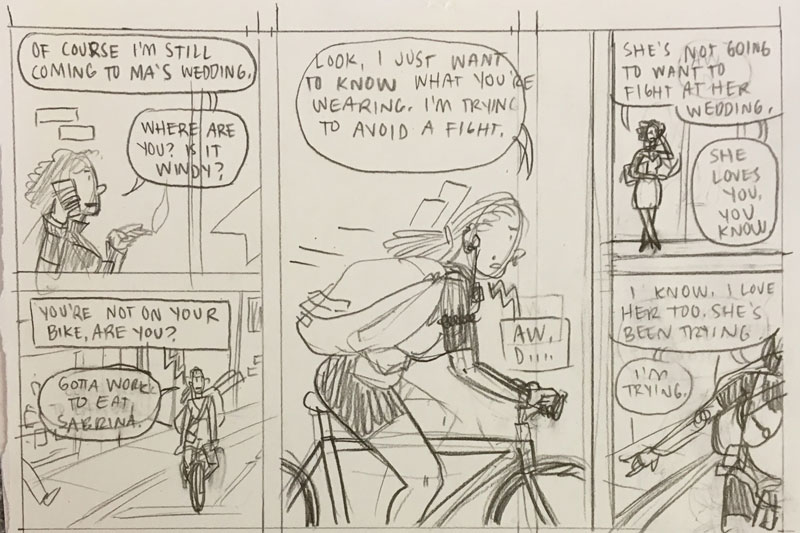 OF COURSE I'M STILL
COMING TO MA'S WEDDING.
WHERE ARE
YOU? IS IT
WINDY?
YOU'RE NOT ON YOUR
BIKE, ARE YOU?
GOTTA WORK
TO EAT
SABRINA.
LOOK, I JUST WANT
TO KNOW WHAT YOU'RE
WEARING. I'M TRYING
TO AVOID A FIGHT.
AW,
D....
SHE'S NOT GOING
TO WANT TO
FIGHT AT HER
WEDDING.
SHE
LOVES
YOU,
YOU
KNOW
I KNOW. I LOVE
HER TOO. SHE'S
BEEN TRYING
I'M
TRYING.